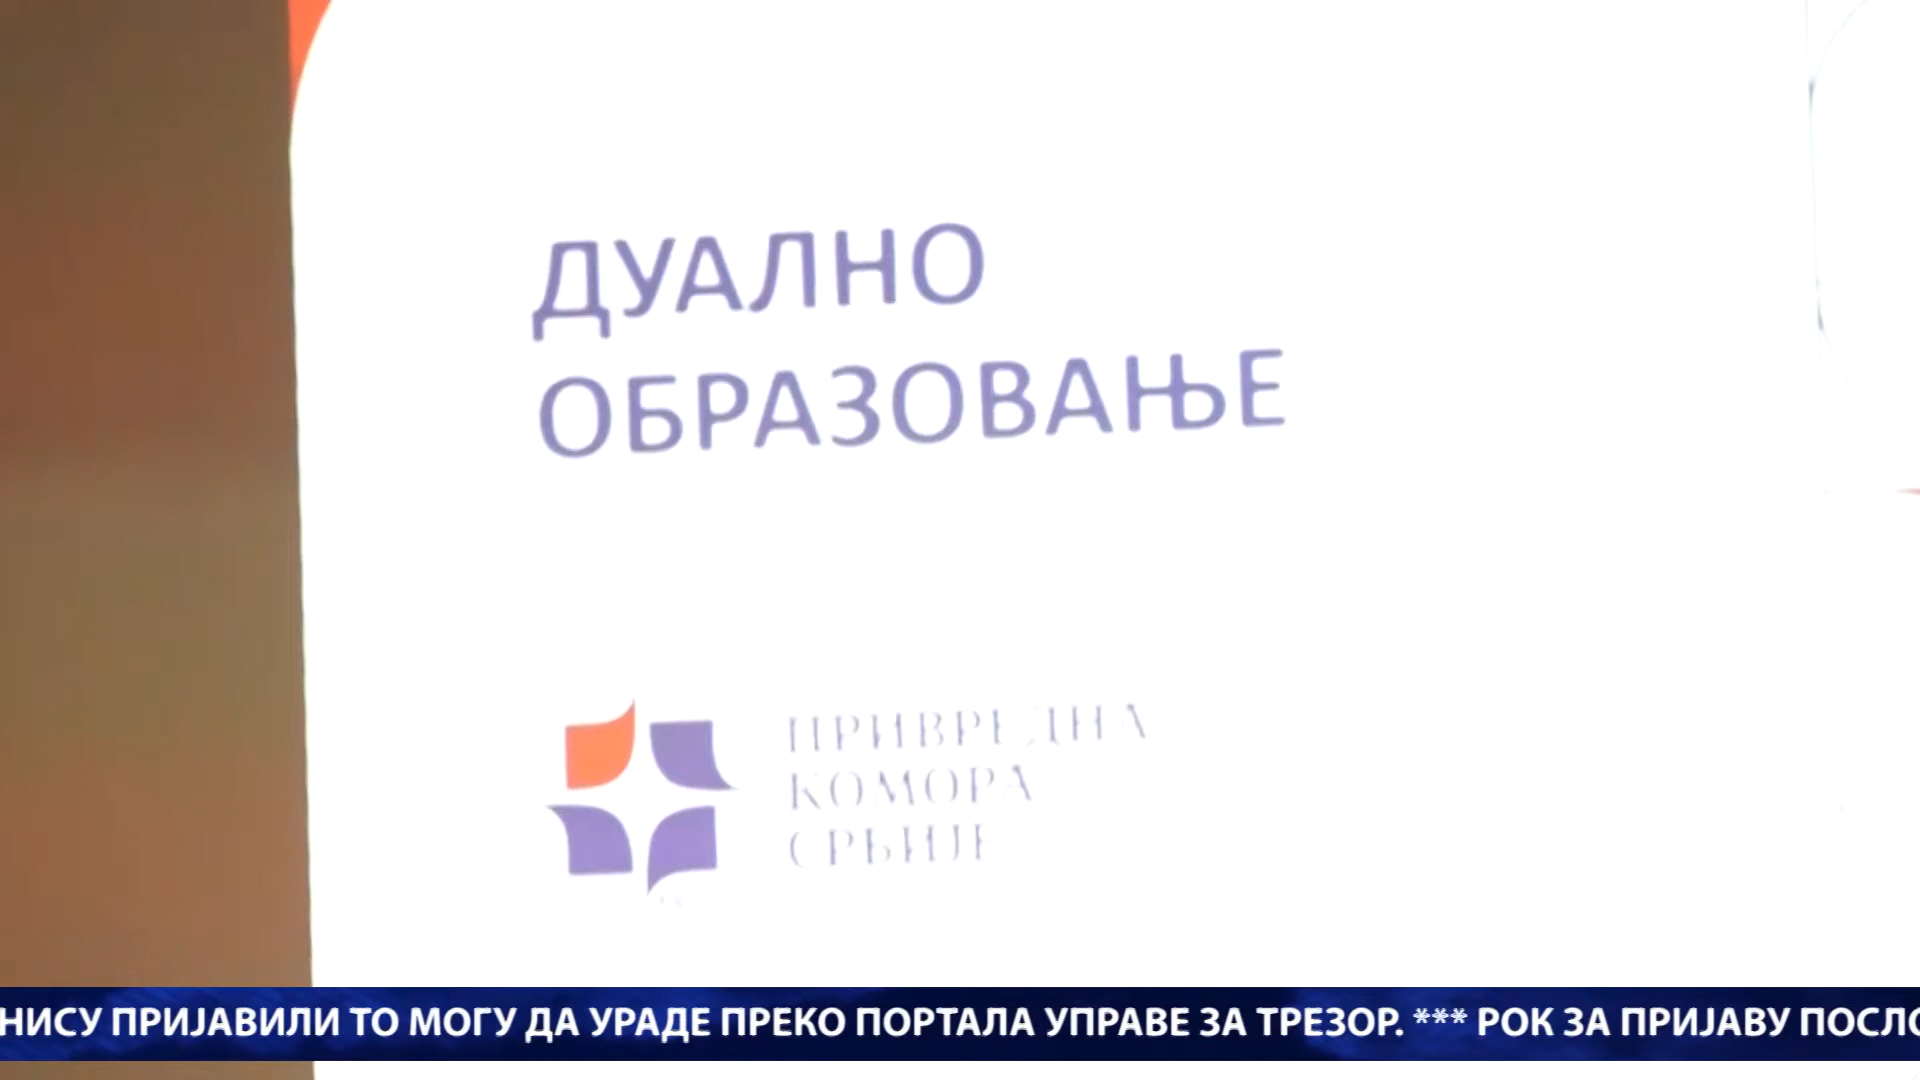 ДУАЛНО
ОБРАЗОВАЊЕ
ПРИВРЕДНА
КОМОРА
СРБИЈЕ
НИСУ ПРИЈАВИЛИ ТО МОГУ ДА УРАДЕ ПРЕКО ПОРТАЛА УПРАВЕ ЗА ТРЕЗОР. *** РОК ЗА ПРИЈАВУ